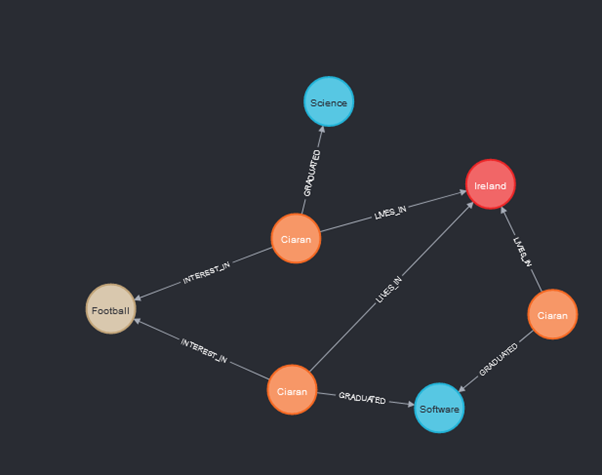 Science
GRADUATED
Ireland
LIVES_IN
Ciaran
LIVES_IN
INTEREST_IN
LIVES_IN
Football
Ciaran
INTEREST_IN
GRADUATED
Ciaran
GRADUATED
Software